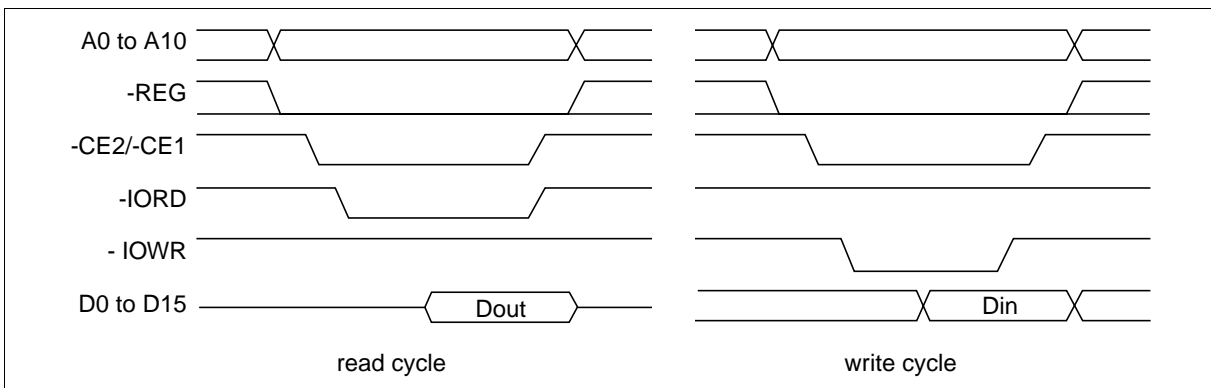 A0 to A10
-REG
-CE2/-CE1
-IORD
- IOWR
D0 to D15
Dout
Din
read cycle
write cycle